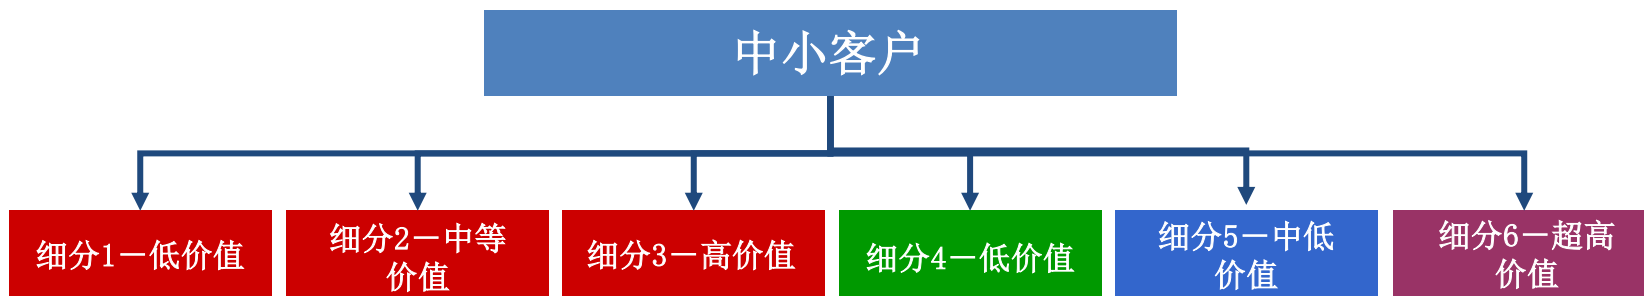 中小客户
细分1－低价值
细分2－中等
价值
细分3－高价值
细分4－低价值
细分5－中低
价值
细分6－超高
价值